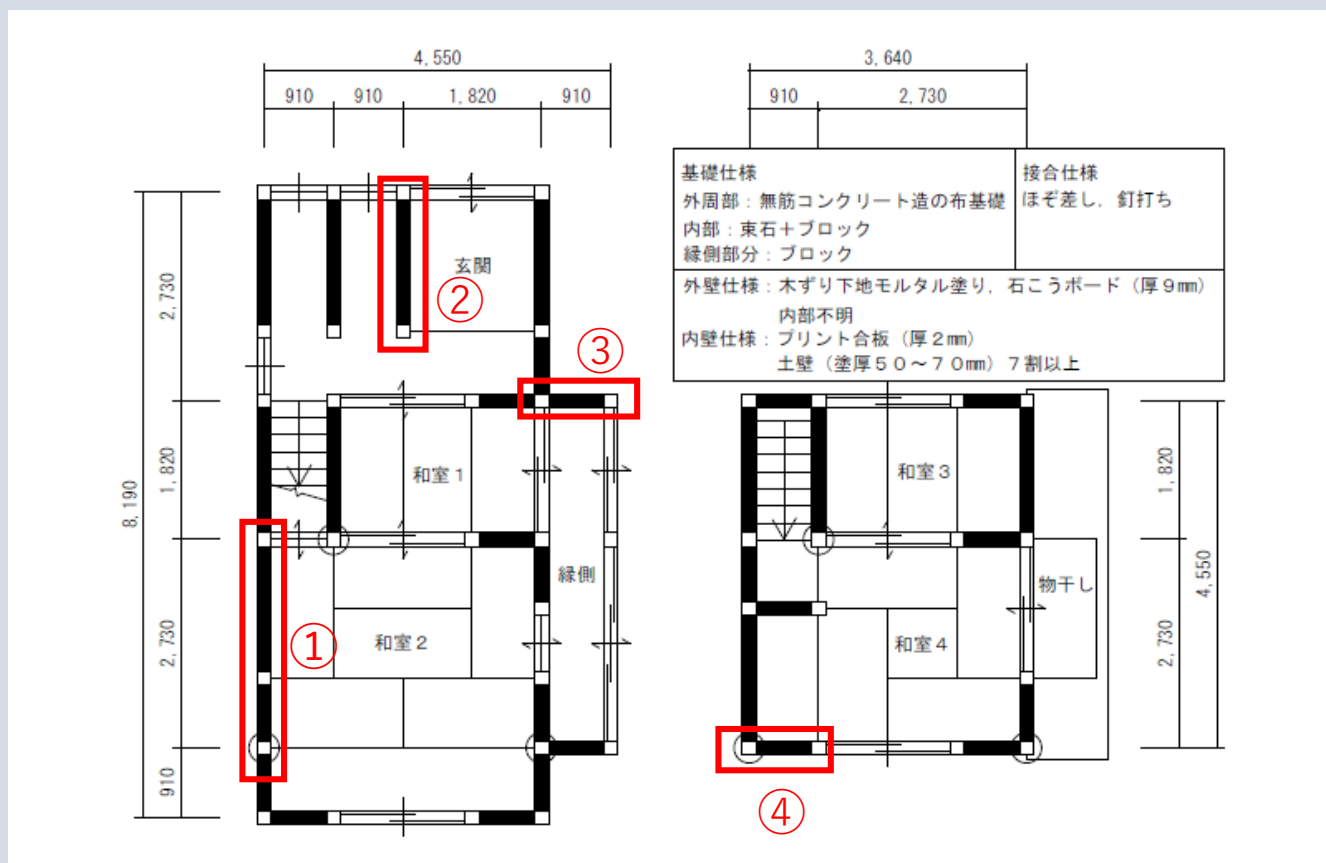 4,550
910
910
1,820
910
3,640
910
2,730
基礎仕様
外周部：無筋コンクリート造の布基礎
内部：束石＋ブロック
縁側部分：ブロック
接合仕様
ほぞ差し，釘打ち
外壁仕様：木ずり下地モルタル塗り，石こうボード（厚９㎜）
内部不明
内壁仕様：プリント合板（厚２㎜）
土壁（塗厚５０～７０㎜）７割以上
玄関
②
③
2,730
1,820
8,190
2,730
910
和室１
縁側
和室２
①
和室３
物干し
和室４
④
1,820
4,550
2,730